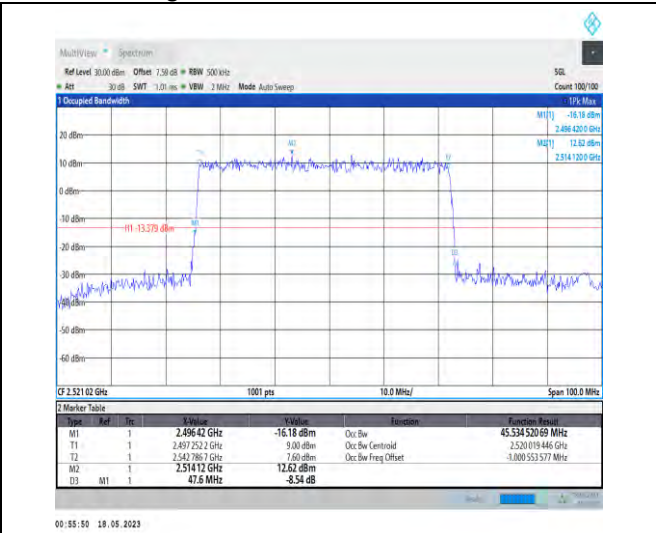 MultiView Spectrum
Ref Level 30.00 dBm Offset 7.58 dB RBW 500 kHz SGL
Att 30 dB SWT 1.01 ms VBW 2 MHz Mode Auto Sweep Count 100/100
1 Occupied Bandwidth 1Pk Max
M1[1] -16.18 dBm
2.496 420 0 GHz
M2[1] 12.62 dBm
2.514 120 0 GHz
20 dBm
M2
10 dBm
0 dBm
-10 dBm
M1
H1 -13.379 dBm
-20 dBm
-30 dBm
-40 dBm
-50 dBm
-60 dBm
CF 2.521 02 GHz 1001 pts 10.0 MHz/ Span 100.0 MHz
2 Marker Table
Type Ref Trc X-Value Y-Value Function Function Result
M1 1 2.496 42 GHz -16.18 dBm Occ Bw 45.534 520 69 MHz
T1 1 2.497 252 2 GHz 9.00 dBm Occ Bw Centroid 2.520 019 446 GHz
T2 1 2.542 786 7 GHz 7.60 dBm Occ Bw Freq Offset -1.000 553 577 MHz
M2 1 2.514 12 GHz 12.62 dBm
D3 M1 1 47.6 MHz -8.54 dB
00:55:50 18.05.2023